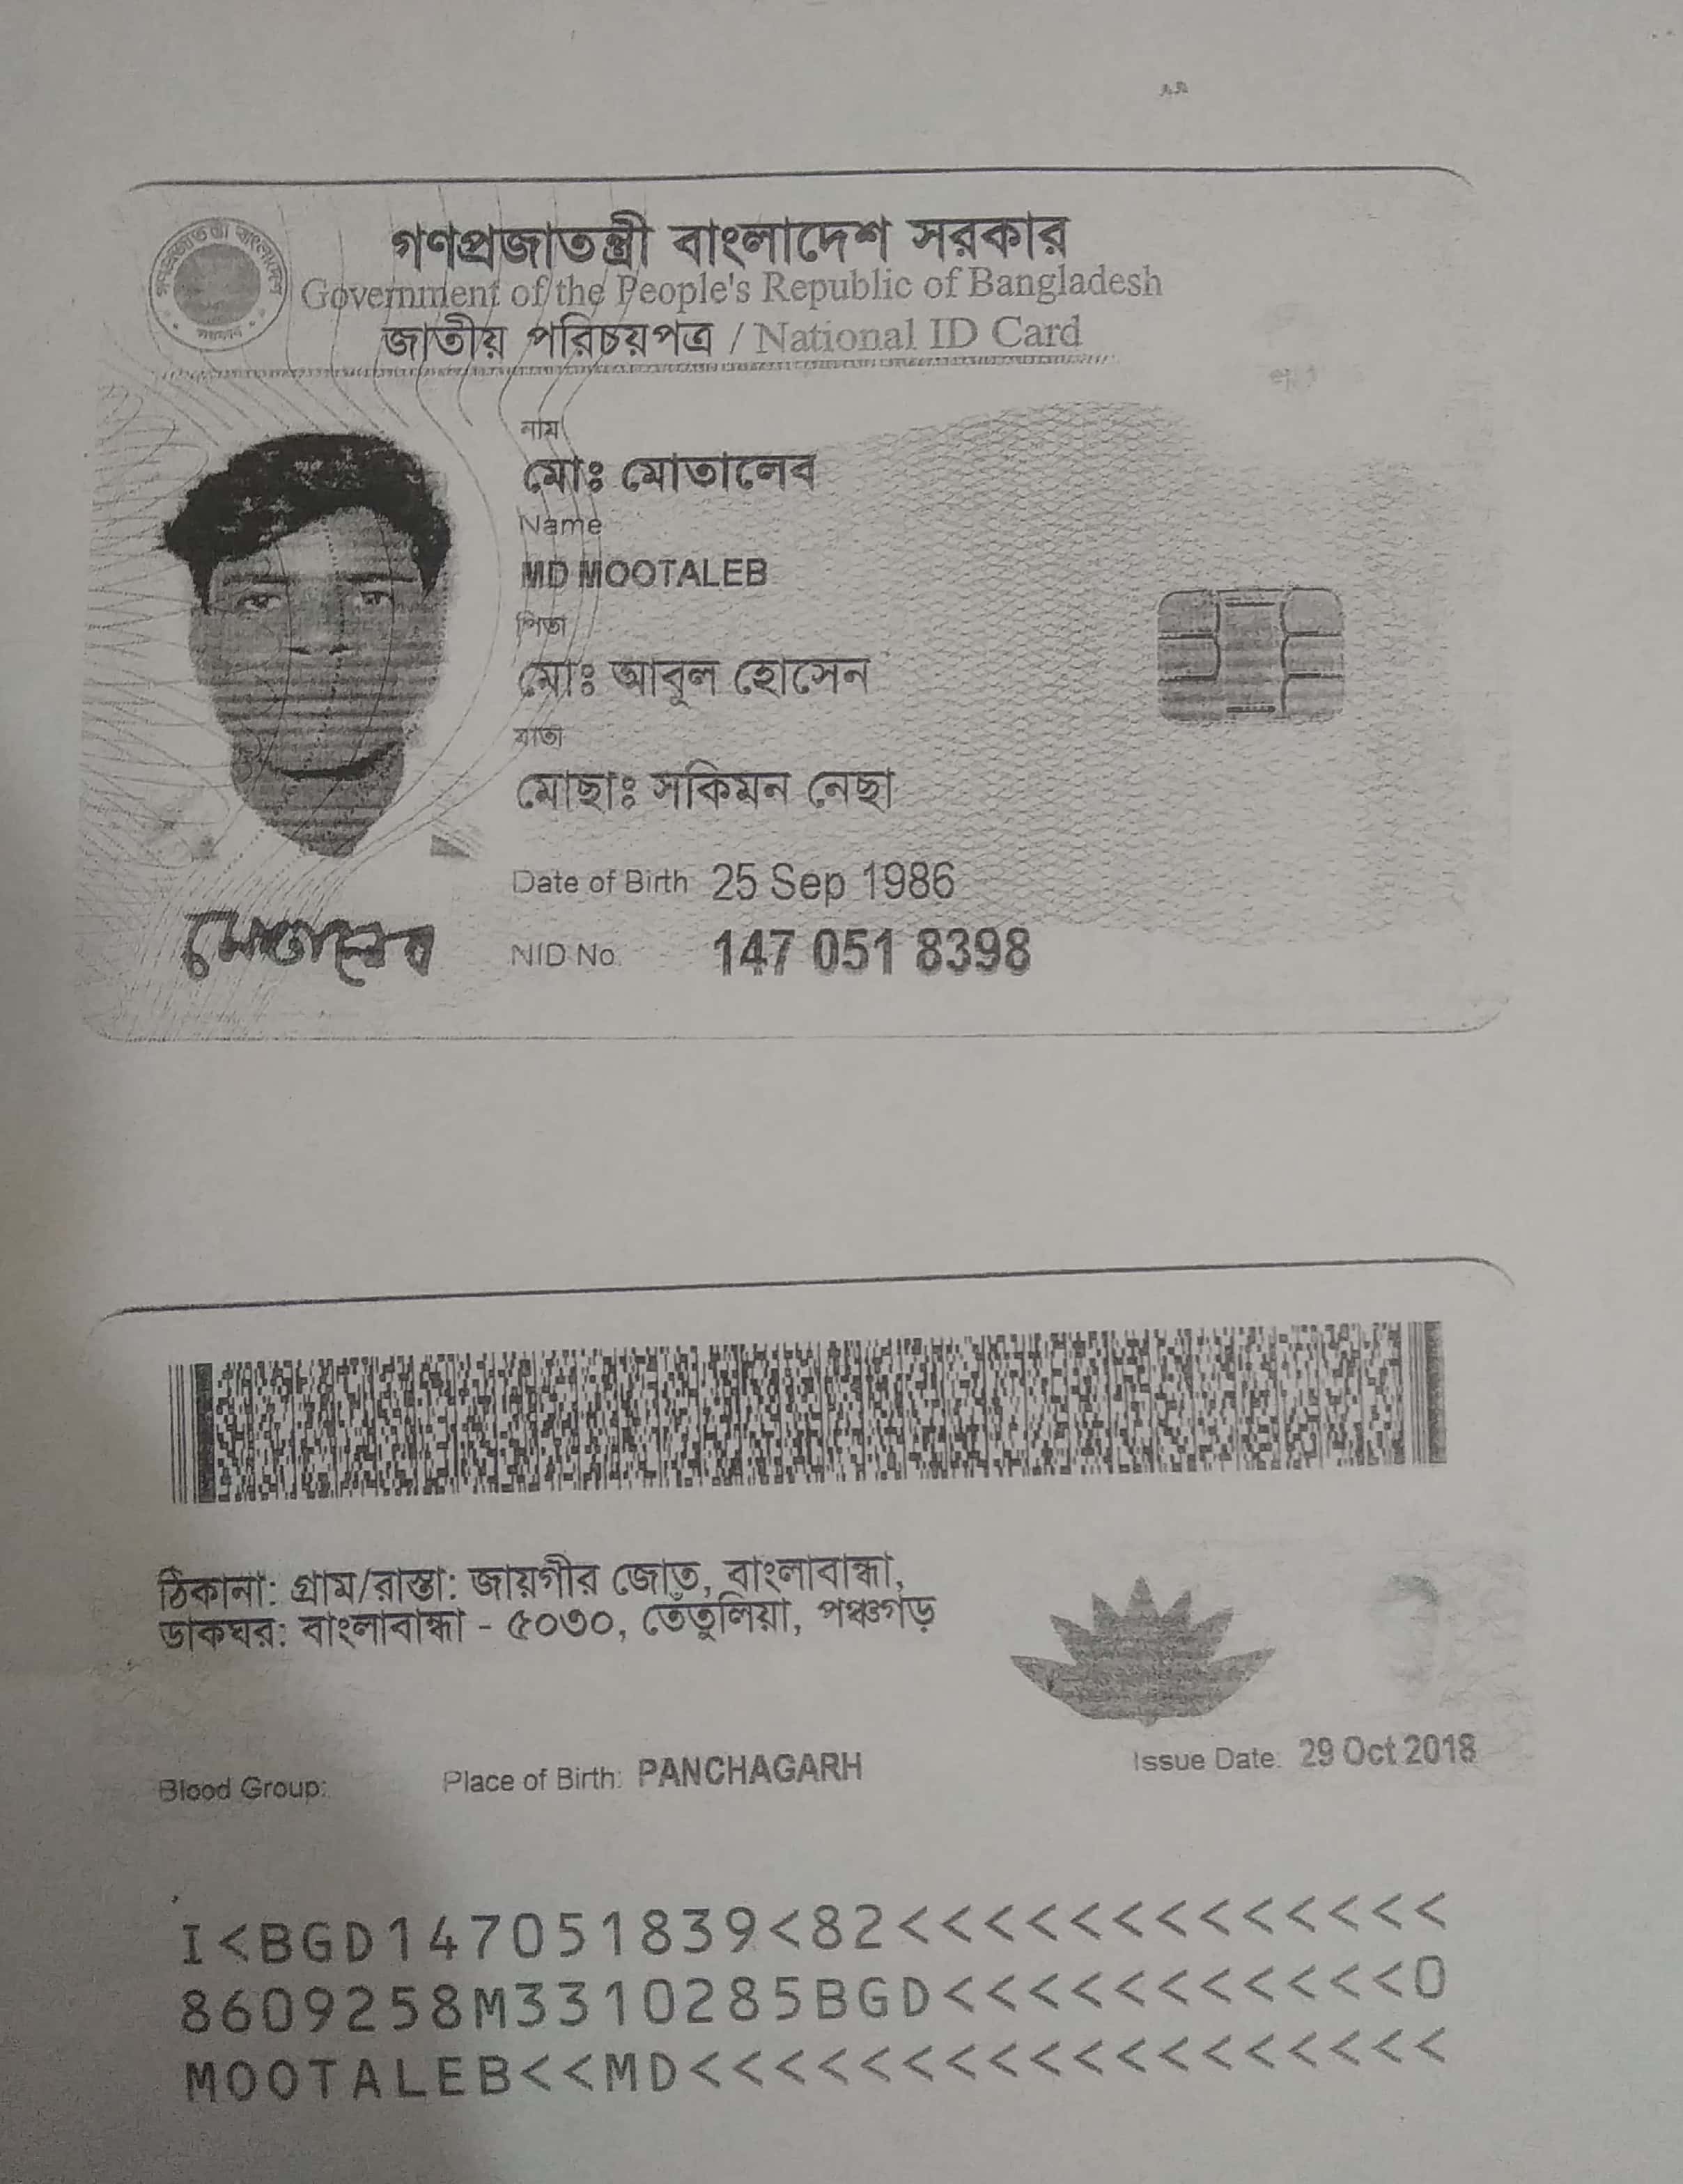 গণপ্রজাতন্ত্রী বাংলাদেশ সরকার
Government of the People's Republic of Bangladesh
জাতীয় পরিচয়পত্র / National ID Card
নাম
মোঃ মোতালেব
Name
MD MOOTALEB
পিতা
মোঃ আবুল হোসেন
মাতা
মোছাঃ সকিমন নেছা
Date of Birth 25 Sep 1986
মোতালেব
NID No. 147 051 8398
ঠিকানা: গ্রাম/রাস্তা: জায়গীর জোত, বাংলাবান্ধা,
ডাকঘর: বাংলাবান্ধা - ৫০৩০, তেঁতুলিয়া, পঞ্চগড়
Blood Group: Place of Birth: PANCHAGARH Issue Date: 29 Oct 2018
I<BGD147051839<82<<<<<<<<<<<<<
8609258M3310285BGD<<<<<<<<<<<0
MOOTALEB<<MD<<<<<<<<<<<<<<<<<<